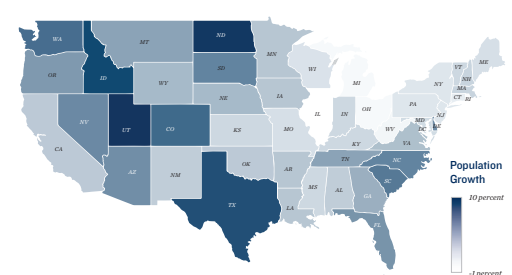 WA
MT
ND
MN
ME
VT
NH
OR
ID
SD
WI
NY
MA
CT
RI
WY
MI
NE
IA
PA
NJ
NV
UT
CO
IL
IN
OH
MD
DE
DC
KS
MO
WV
VA
CA
KY
AZ
NM
OK
AR
TN
NC
SC
MS
AL
GA
TX
LA
FL
Population
Growth
10 percent
-1 percent